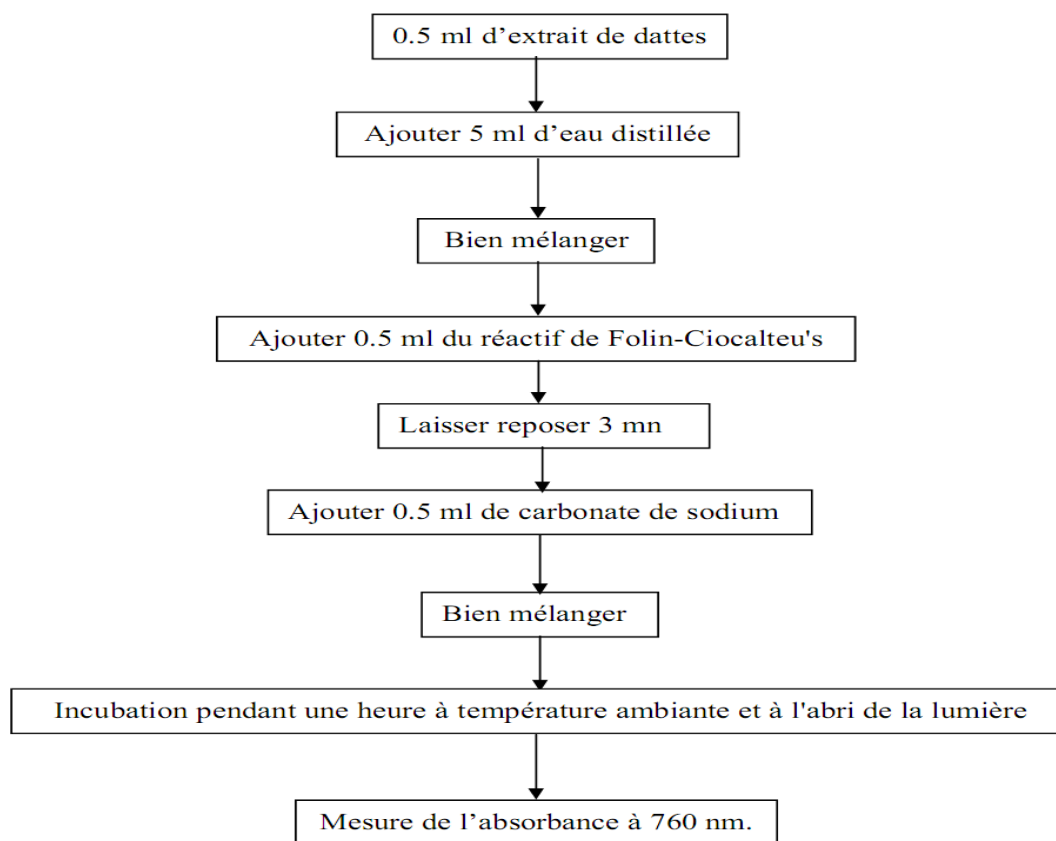 0.5 ml d’extrait de dattes
Ajouter 5 ml d’eau distillée
Bien mélanger
Ajouter 0.5 ml du réactif de Folin-Ciocalteu's
Laisser reposer 3 mn
Ajouter 0.5 ml de carbonate de sodium
Bien mélanger
Incubation pendant une heure à température ambiante et à l'abri de la lumière
Mesure de l’absorbance à 760 nm.